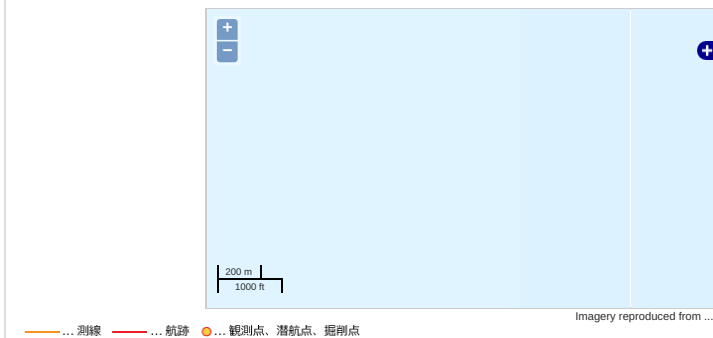 +
−
+
200 m
1000 ft
Imagery reproduced from ...
... 測線 ... 航跡 ... 観測点、潜航点、掘削点